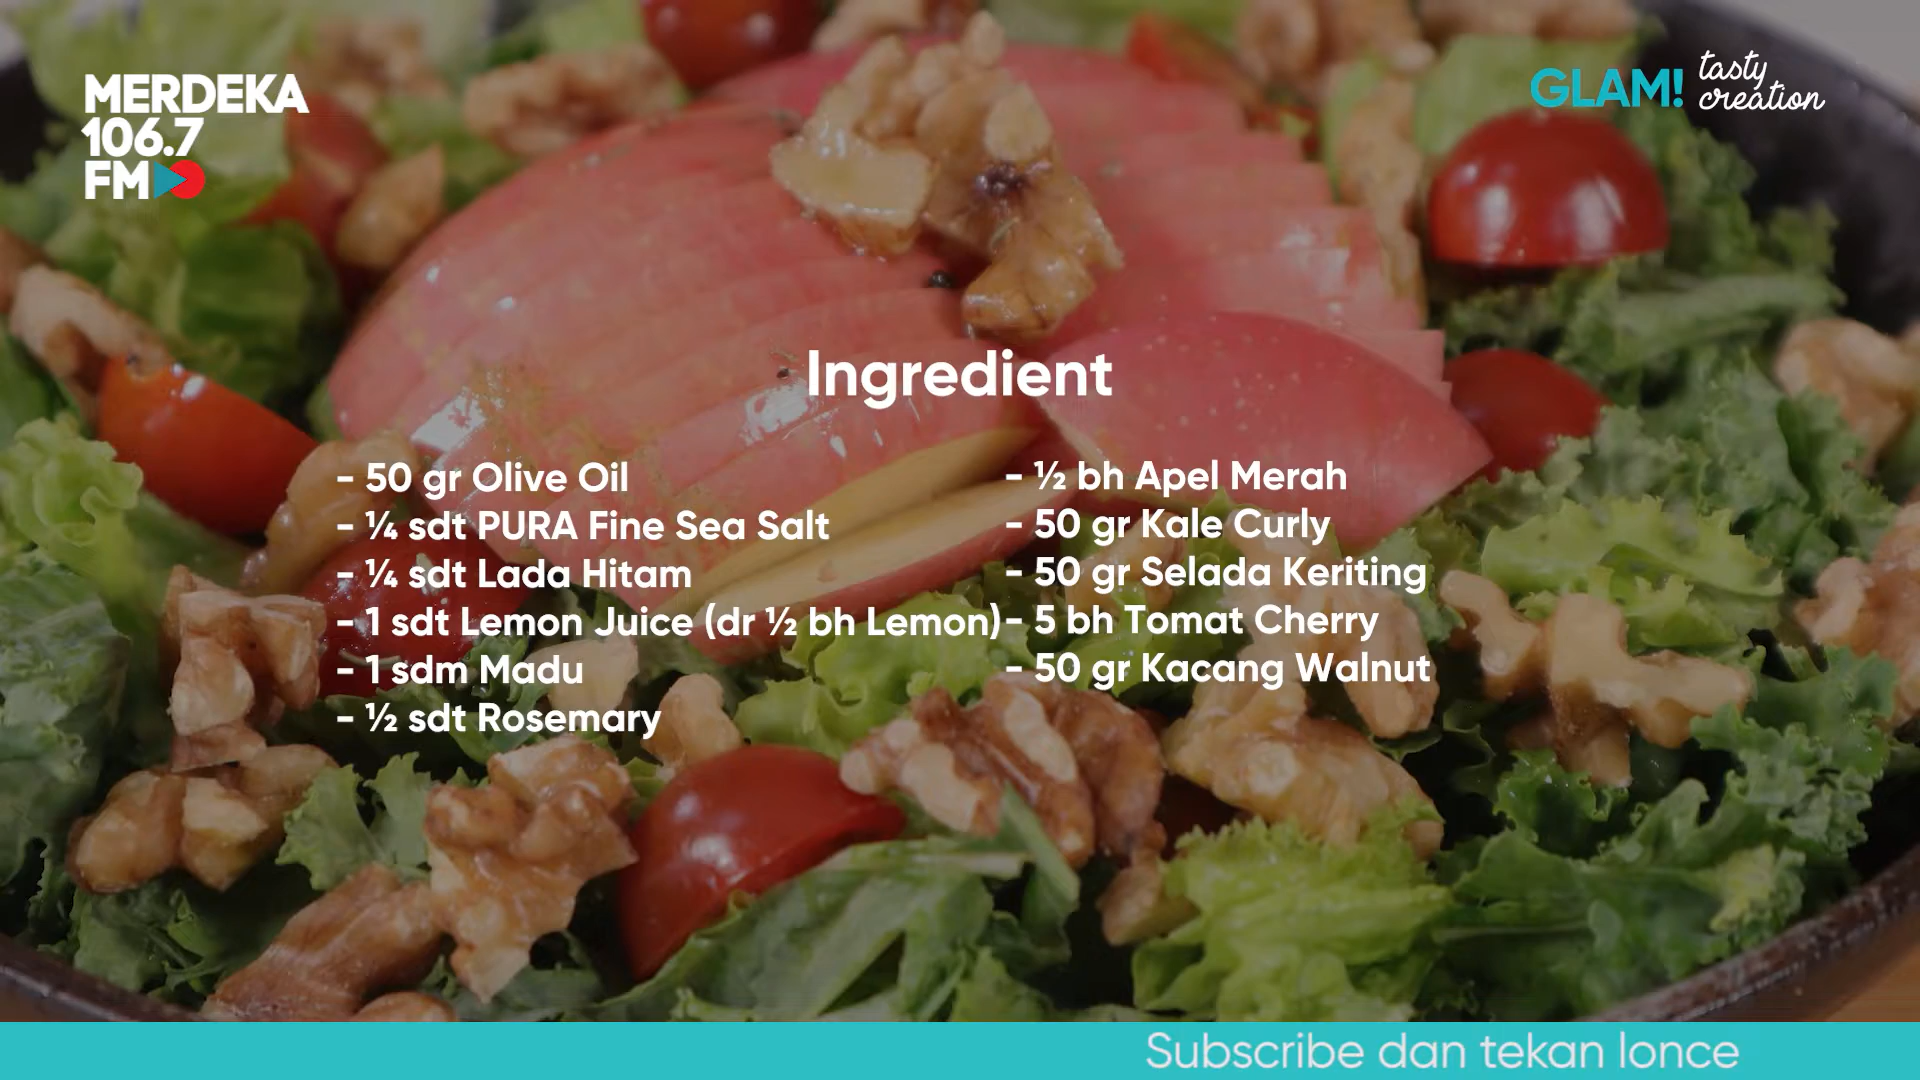 MERDEKA
106.7
FM
GLAM! tasty
creation
Ingredient
- 50 gr Olive Oil
- ¼ sdt PURA Fine Sea Salt
- ¼ sdt Lada Hitam
- 1 sdt Lemon Juice (dr ½ bh Lemon)
- 1 sdm Madu
- ½ sdt Rosemary
- ½ bh Apel Merah
- 50 gr Kale Curly
- 50 gr Selada Keriting
- 5 bh Tomat Cherry
- 50 gr Kacang Walnut
Subscribe dan tekan lonce